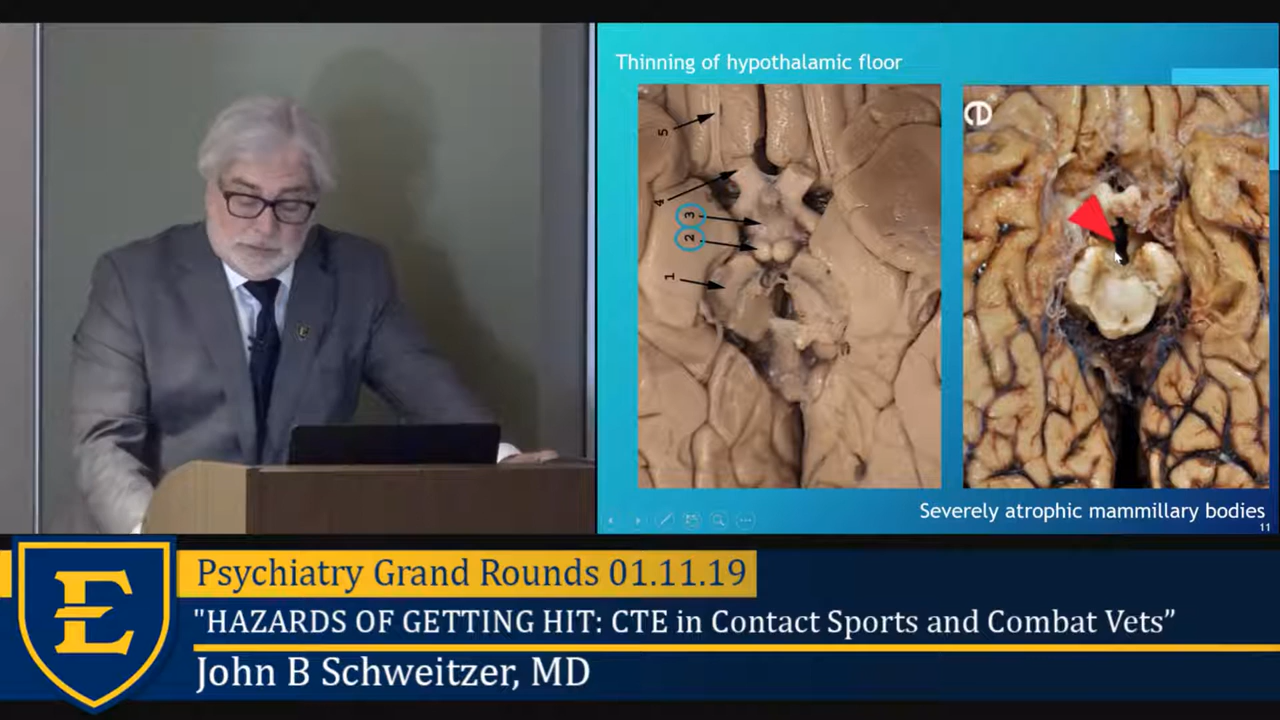 Thinning of hypothalamic floor
5
4
3
2
1
e
Severely atrophic mammillary bodies
11
E
Psychiatry Grand Rounds 01.11.19
"HAZARDS OF GETTING HIT: CTE in Contact Sports and Combat Vets”
John B Schweitzer, MD